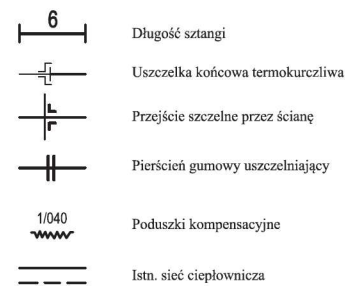 6
Długość sztangi
Uszczelka końcowa termokurczliwa
Przejście szczelne przez ścianę
Pierścień gumowy uszczelniający
1/040
Poduszki kompensacyjne
Istn. sieć ciepłownicza